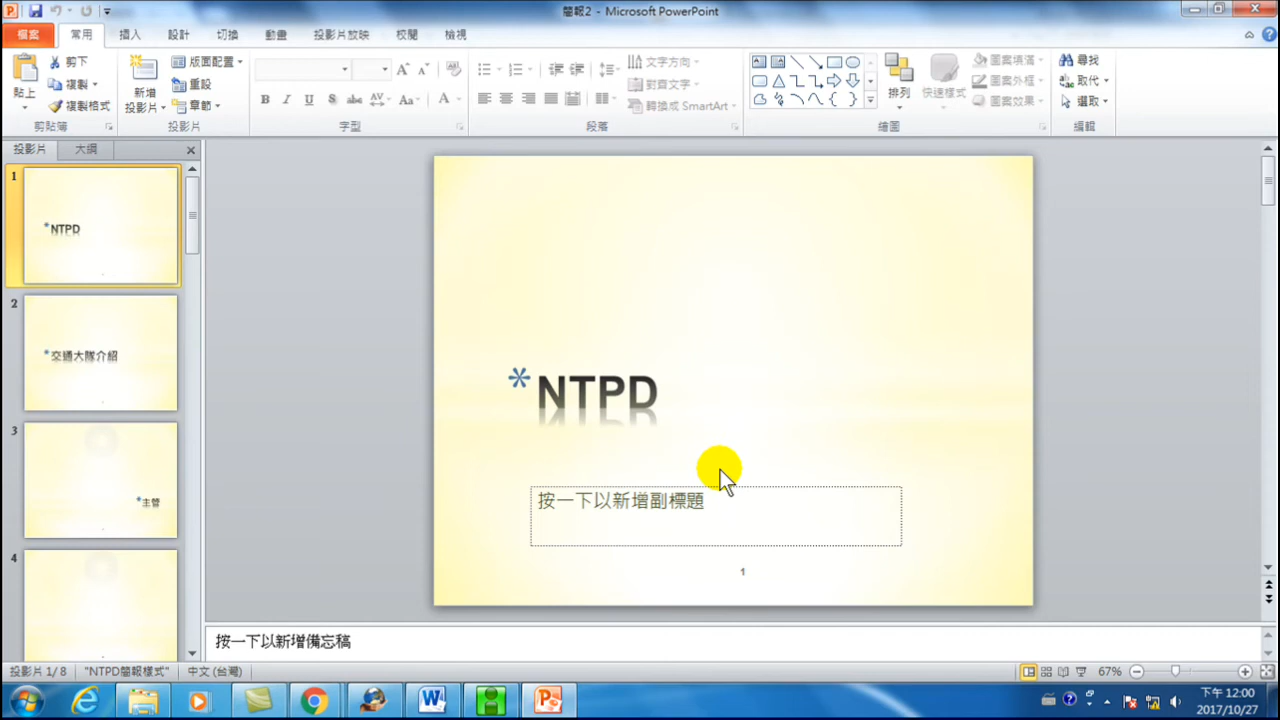 簡報2 - Microsoft PowerPoint
檔案 常用 插入 設計 切換 動畫 投影片放映 校閱 檢視
貼上 剪下 複製 複製格式 剪貼簿
新增投影片 版面配置 重設 章節 投影片
B I U S abc AV Aa A 字型
文字方向 對齊文字 轉換成 SmartArt 段落
排列 快速樣式 圖案填滿 圖案外框 圖案效果 繪圖
尋找 取代 選取 編輯
投影片 大綱
1
*NTPD
2
*交通大隊介紹
3
*主管
4
*NTPD
按一下以新增副標題
1
按一下以新增備忘稿
投影片 1/8 "NTPD簡報樣式" 中文 (台灣) 67%
下午 12:00
2017/10/27